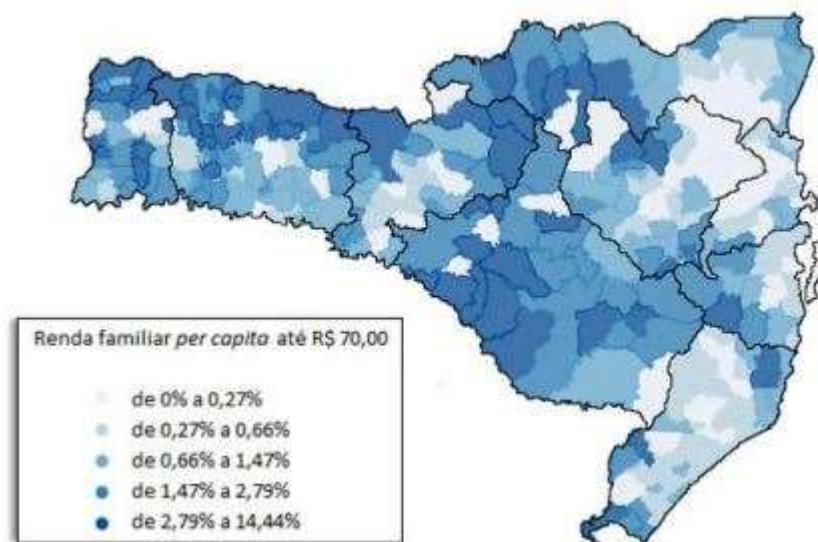 Renda familiar per capita até R$ 70,00
de 0% a 0,27%
de 0,27% a 0,66%
de 0,66% a 1,47%
de 1,47% a 2,79%
de 2,79% a 14,44%